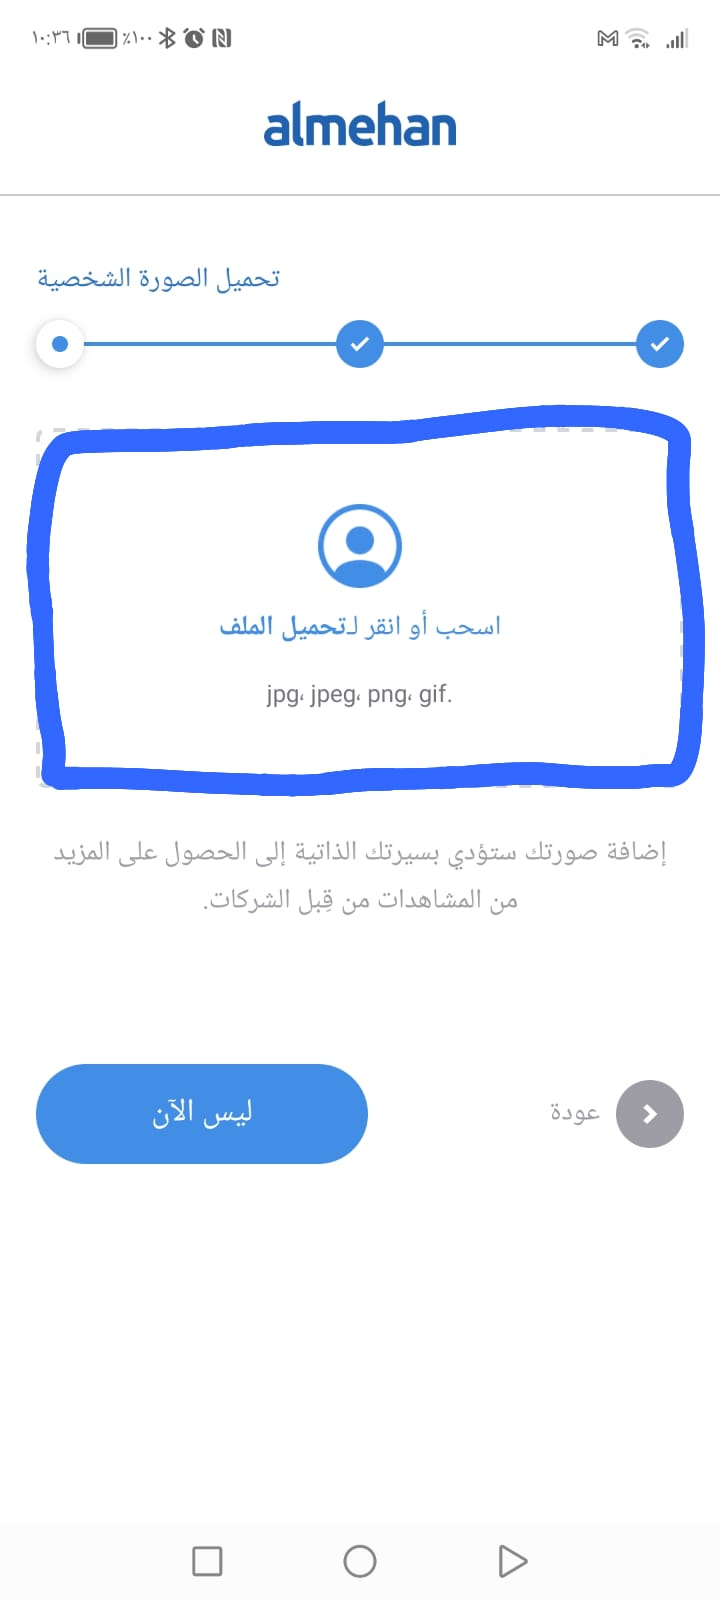 ١٠:٣٦ ٪١٠٠
almehan
تحميل الصورة الشخصية
اسحب أو انقر لـتحميل الملف
jpg، jpeg، png، gif.
إضافة صورتك ستؤدي بسيرتك الذاتية إلى الحصول على المزيد
من المشاهدات من قِبل الشركات.
عودة
ليس الآن